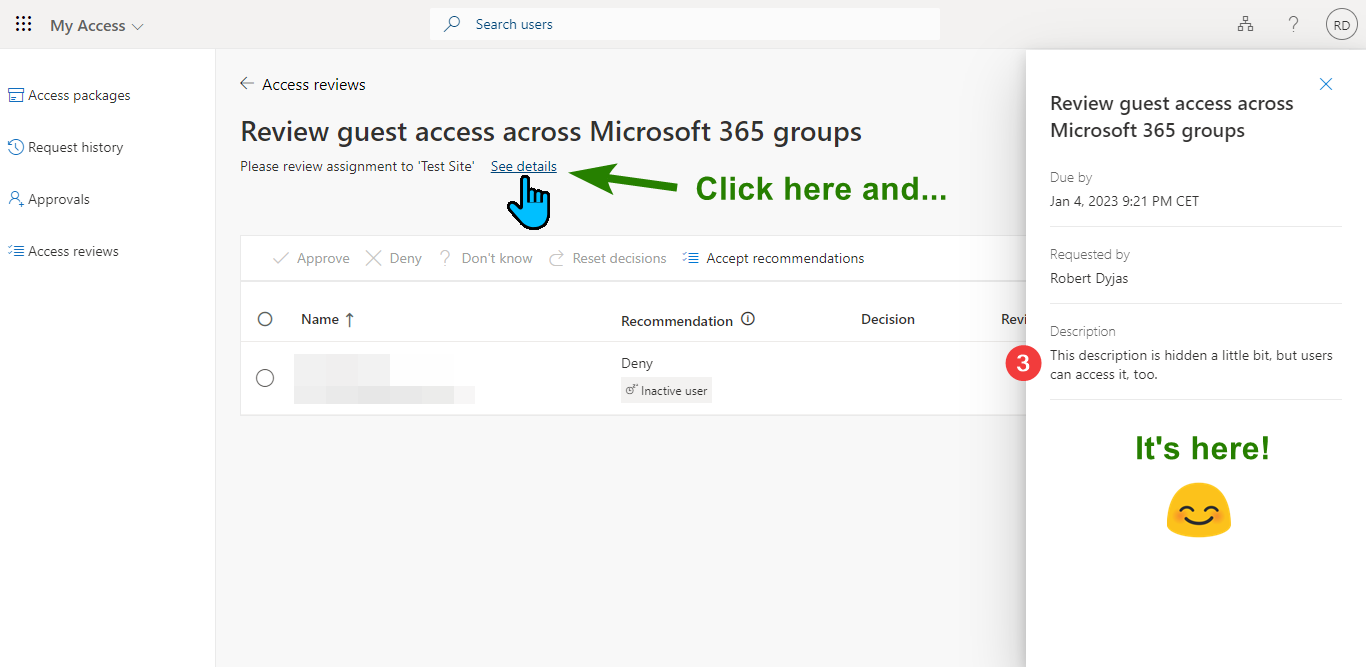 My Access
Search users
RD
Access packages
Request history
Approvals
Access reviews
Access reviews
Review guest access across Microsoft 365 groups
Please review assignment to 'Test Site' See details
Click here and...
Approve Deny ? Don't know Reset decisions Accept recommendations
Name ↑ Recommendation Decision Revi
Deny
Inactive user
Review guest access across
Microsoft 365 groups
Due by
Jan 4, 2023 9:21 PM CET
Requested by
Robert Dyjas
Description
3
This description is hidden a little bit, but users
can access it, too.
It's here!